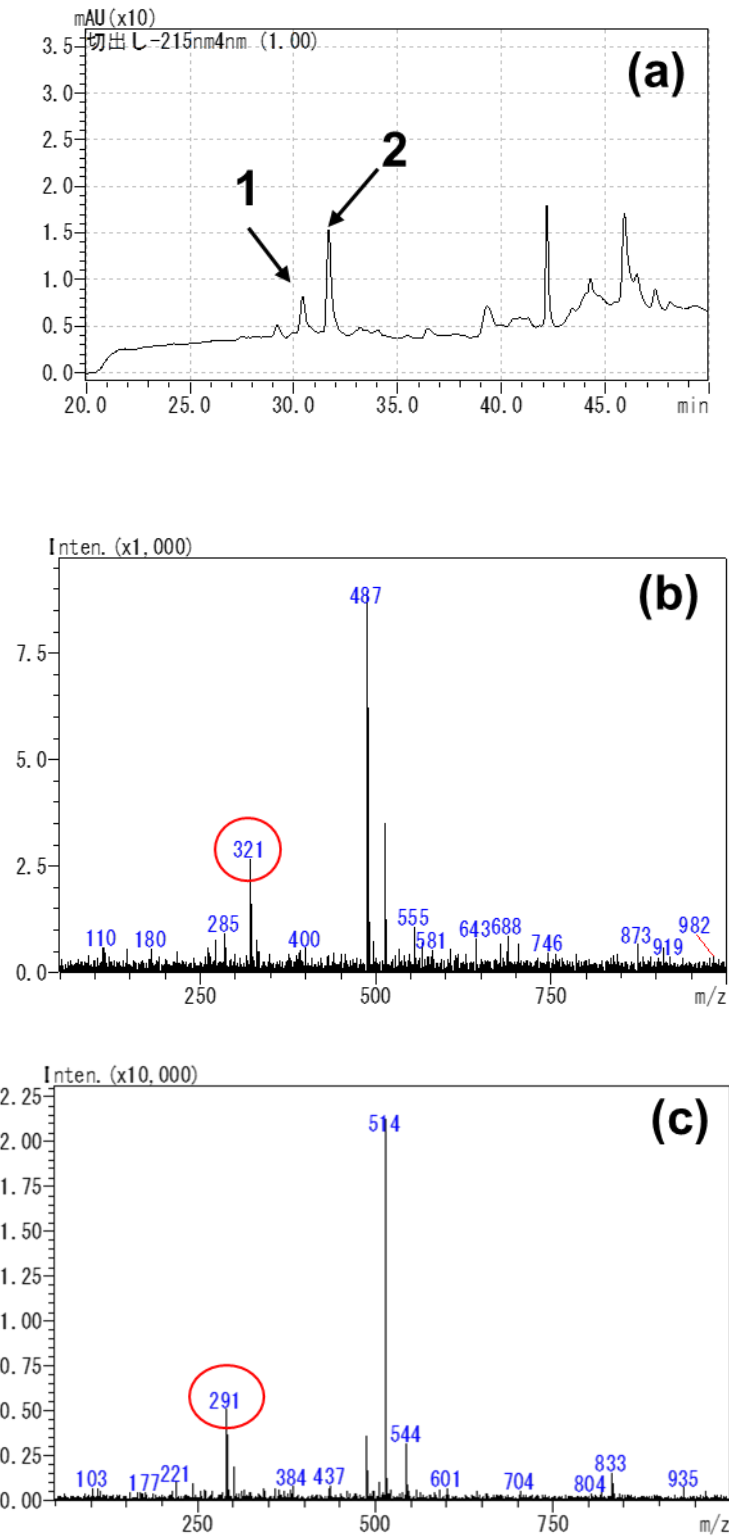 mAU(x10)
切出し-215nm4nm (1.00)
(a)
3.5
3.0
2.5
2.0
1.5
1.0
0.5
0.0
1
2
20.0 25.0 30.0 35.0 40.0 45.0 min
Inten.(x1,000)
(b)
7.5
5.0
2.5
0.0
487
321
110 180 285 400 555 581 643 688 746 873 919 982
250 500 750 m/z
Inten.(x10,000)
(c)
2.25
2.00
1.75
1.50
1.25
1.00
0.75
0.50
0.25
0.00
514
291
103 177 221 384 437 544 601 704 804 833 935
250 500 750 m/z